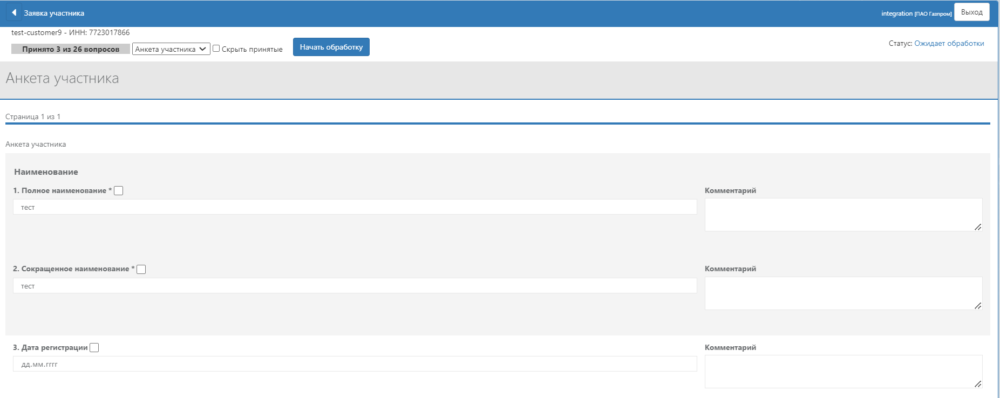 Заявка участника
integration [ПАО Газпром] Выход
test-customer9 - ИНН: 7723017866
Принято 3 из 26 вопросов Анкета участника Скрыть принятые Начать обработку
Статус: Ожидает обработки
Анкета участника
Страница 1 из 1
Анкета участника
Наименование
1. Полное наименование * Комментарий
тест
2. Сокращенное наименование * Комментарий
тест
3. Дата регистрации Комментарий
дд.мм.гггг